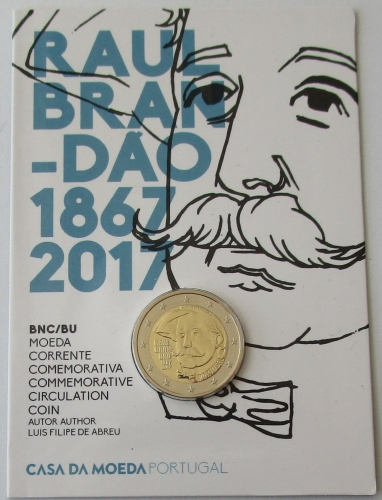 RAUL
BRAN
-DÃO
1867
2017
BNC/BU
MOEDA
CORRENTE
COMEMORATIVA
COMMEMORATIVE
CIRCULATION
COIN
AUTOR AUTHOR
LUIS FILIPE DE ABREU
CASA DA MOEDA PORTUGAL